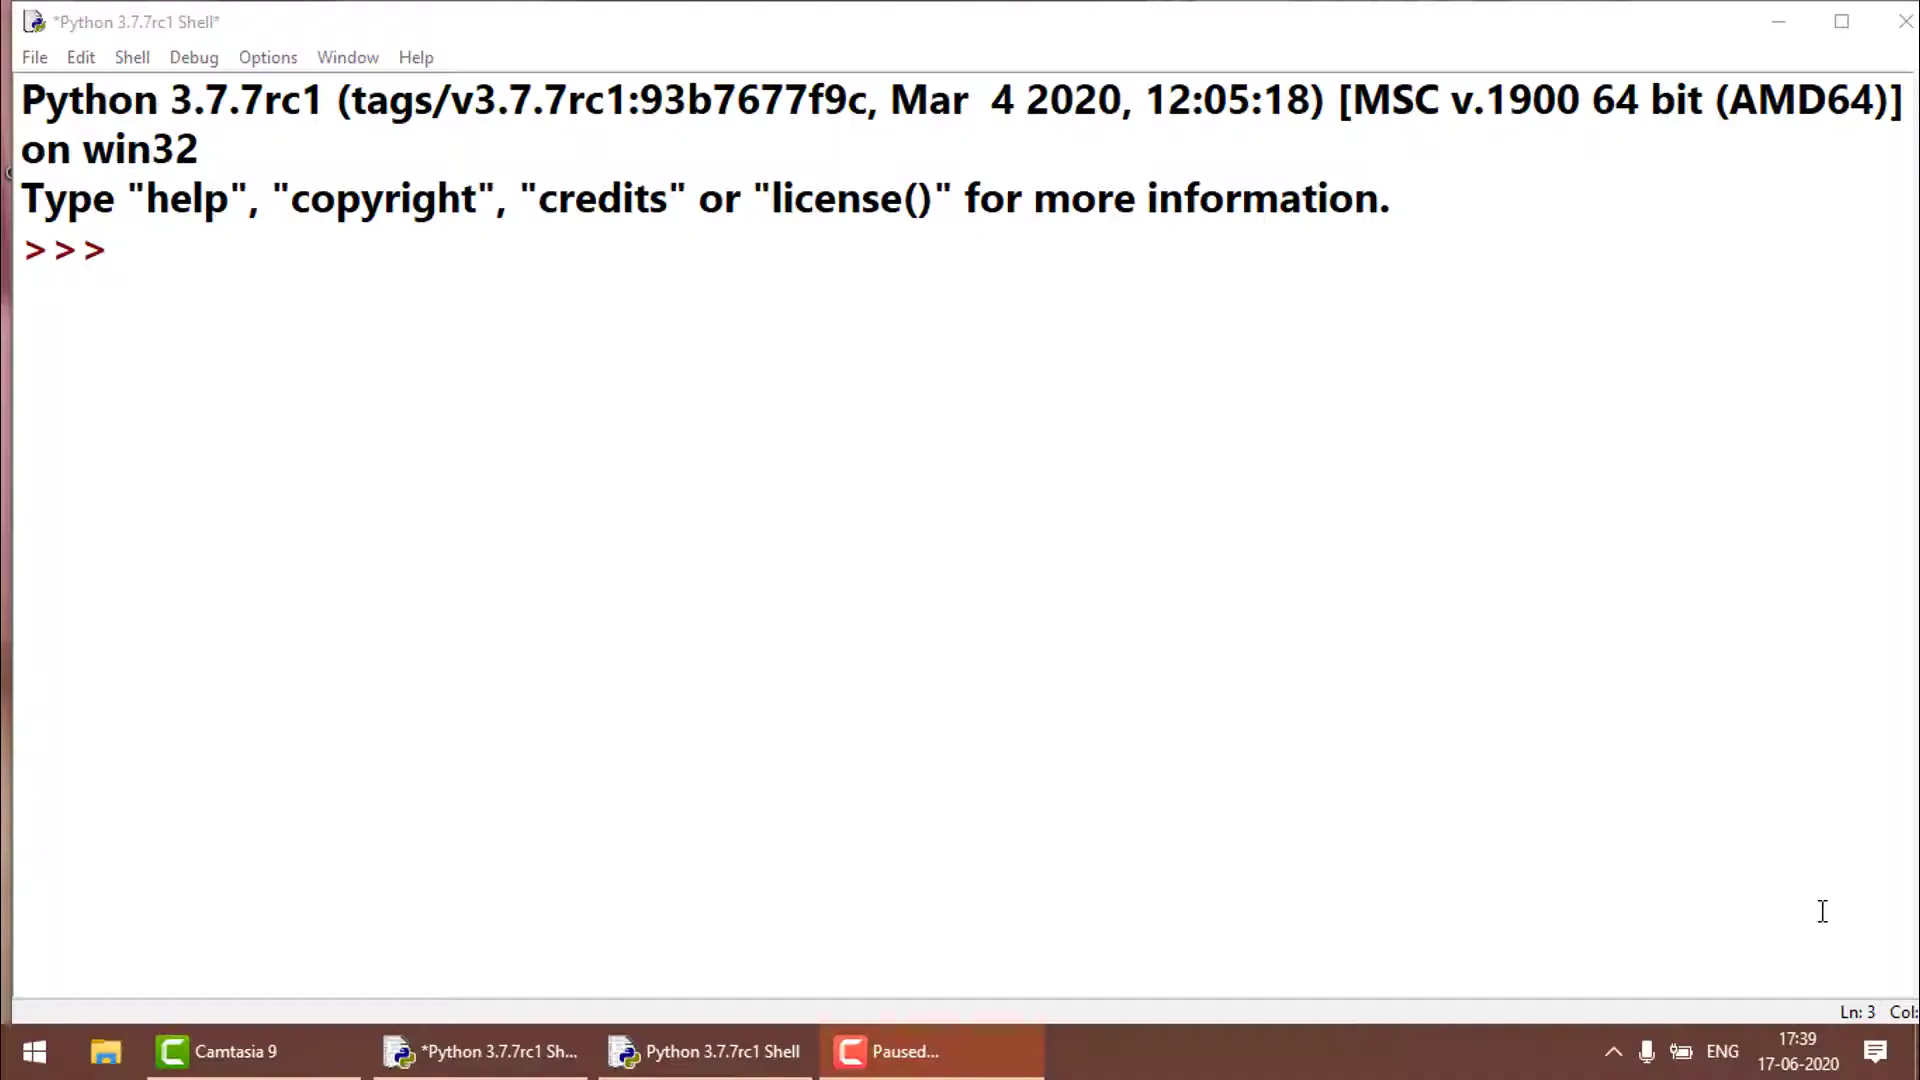 *Python 3.7.7rc1 Shell*
File Edit Shell Debug Options Window Help
Python 3.7.7rc1 (tags/v3.7.7rc1:93b7677f9c, Mar  4 2020, 12:05:18) [MSC v.1900 64 bit (AMD64)]
on win32
Type "help", "copyright", "credits" or "license()" for more information.
>>>
Ln: 3 Col:
Camtasia 9 *Python 3.7.7rc1 Sh... Python 3.7.7rc1 Shell Paused... ENG 17:39
17-06-2020